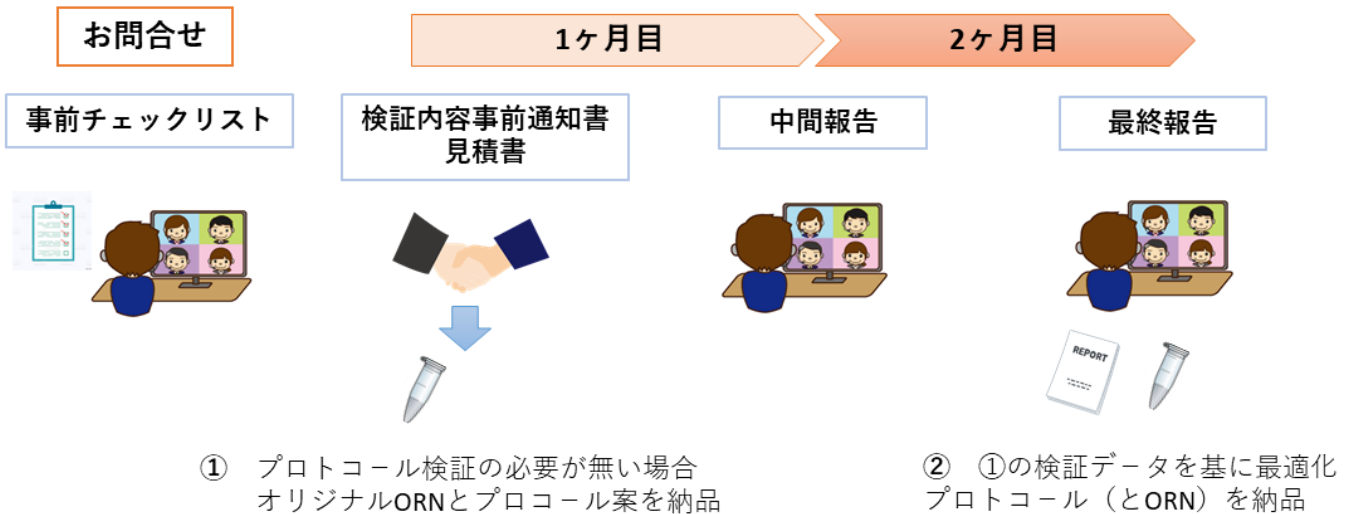 お問合せ
1ヶ月目
2ヶ月目
事前チェックリスト
検証内容事前通知書
見積書
中間報告
最終報告
REPORT
① プロトコール検証の必要が無い場合
オリジナルORNとプロコール案を納品
② ①の検証データを基に最適化
プロトコール（とORN）を納品